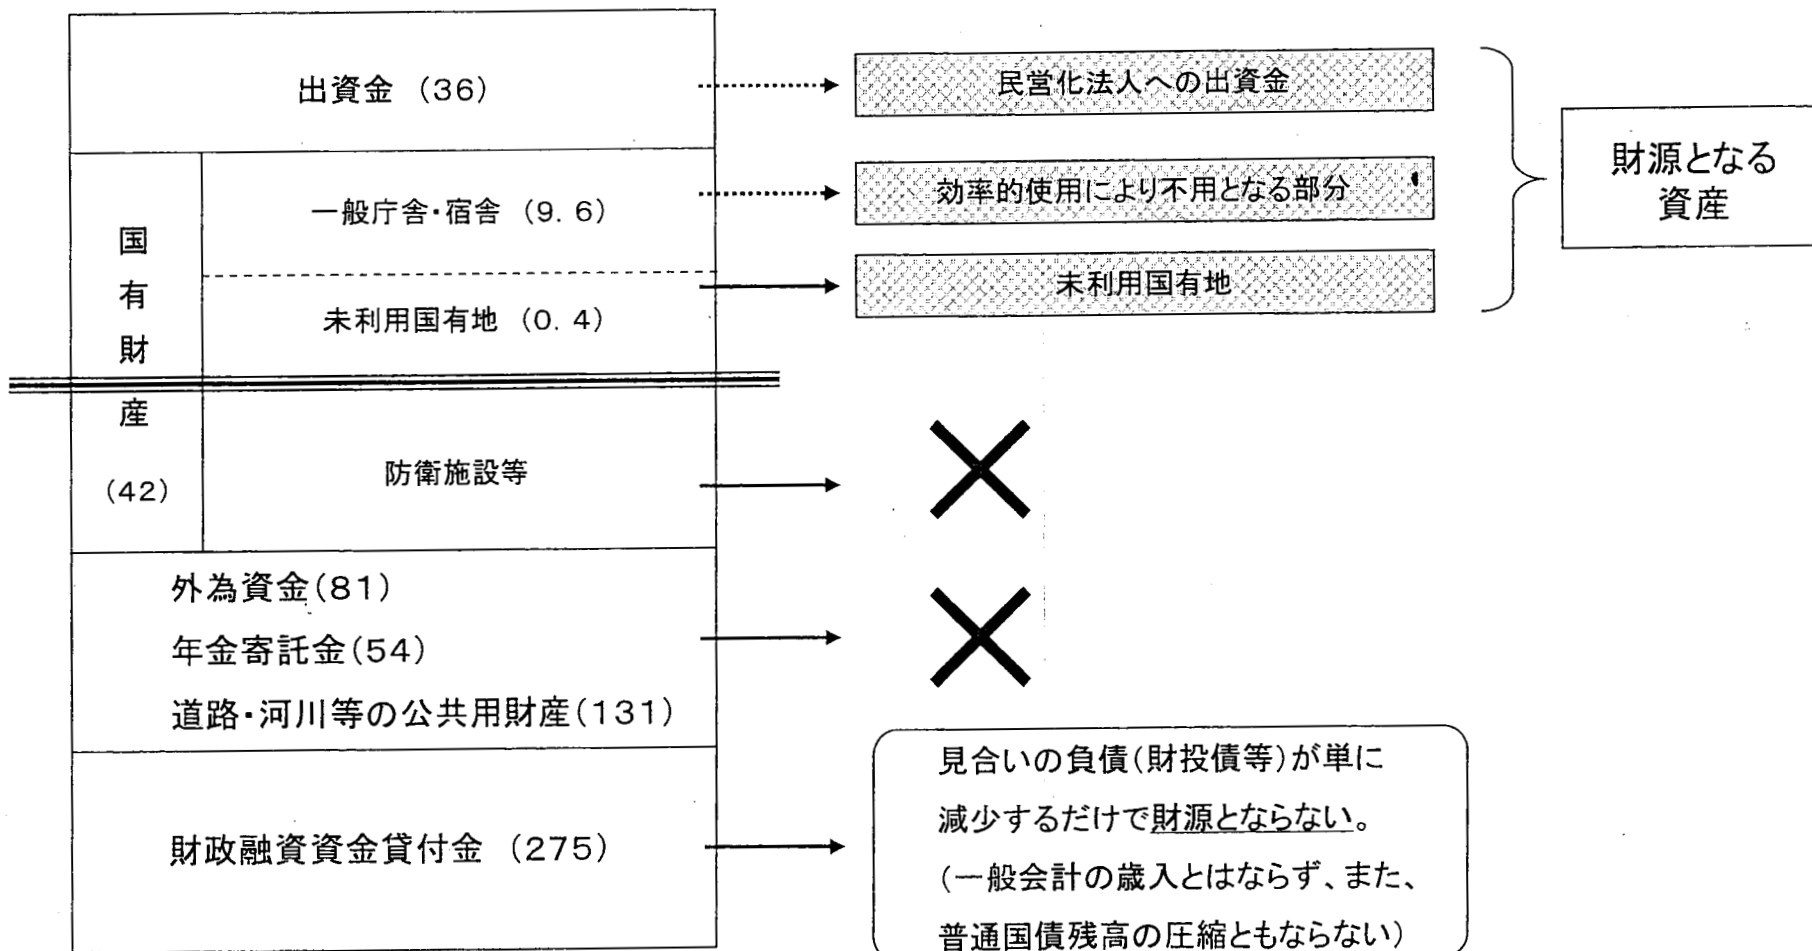 出資金 (36)
民営化法人への出資金
国有財産
(42)
一般庁舎・宿舎 (9.6)
効率的使用により不用となる部分
未利用国有地 (0.4)
未利用国有地
財源となる
資産
防衛施設等
外為資金(81)
年金寄託金(54)
道路・河川等の公共用財産(131)
財政融資資金貸付金 (275)
見合いの負債(財投債等)が単に
減少するだけで財源とならない。
(一般会計の歳入とはならず、また、
普通国債残高の圧縮ともならない)